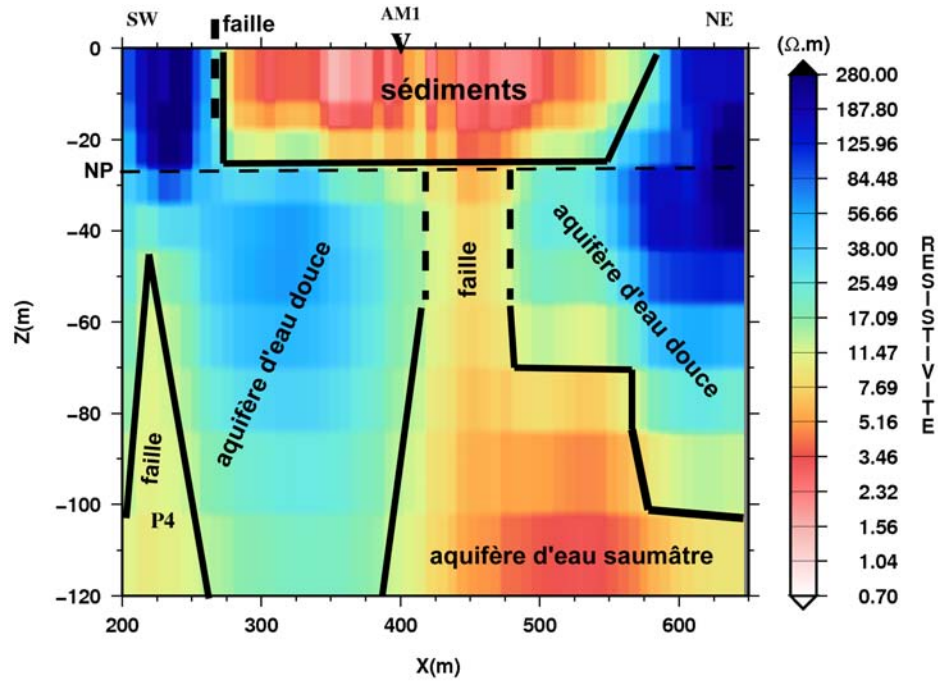 SW
faille
AM1
V
NE
(Ω.m)
0
−20
NP
−40
−60
−80
−100
−120
Z(m)
sédiments
aquifère d'eau douce
faille
aquifère d'eau douce
faille
P4
aquifère d'eau saumâtre
200
300
400
500
600
X(m)
280.00
187.80
126.96
84.48
56.66
38.00
25.49
17.09
11.47
7.69
5.16
3.46
2.32
1.56
1.04
0.70
RESISTIVITE